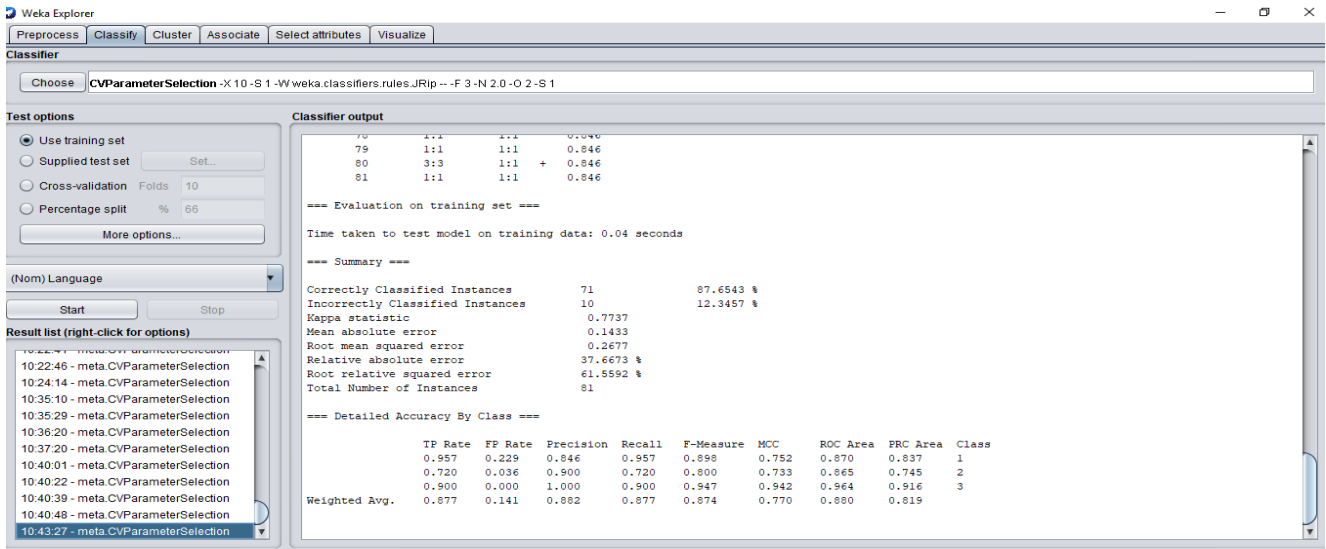 Weka Explorer
Preprocess Classify Cluster Associate Select attributes Visualize
Classifier
Choose CVParameterSelection -X 10 -S 1 -W weka.classifiers.rules.JRip -- -F 3 -N 2.0 -O 2 -S 1
Test options
Use training set
Supplied test set Set...
Cross-validation Folds 10
Percentage split % 66
More options...
(Nom) Language
Start Stop
Result list (right-click for options)
10:22:46 - meta.CVParameterSelection
10:24:14 - meta.CVParameterSelection
10:35:10 - meta.CVParameterSelection
10:35:29 - meta.CVParameterSelection
10:36:20 - meta.CVParameterSelection
10:37:20 - meta.CVParameterSelection
10:40:01 - meta.CVParameterSelection
10:40:22 - meta.CVParameterSelection
10:40:39 - meta.CVParameterSelection
10:40:48 - meta.CVParameterSelection
10:43:27 - meta.CVParameterSelection
Classifier output
79 1:1 1:1 0.846
80 3:3 1:1 + 0.846
81 1:1 1:1 0.846
=== Evaluation on training set ===
Time taken to test model on training data: 0.04 seconds
=== Summary ===
Correctly Classified Instances 71 87.6543 %
Incorrectly Classified Instances 10 12.3457 %
Kappa statistic 0.7737
Mean absolute error 0.1433
Root mean squared error 0.2677
Relative absolute error 37.6673 %
Root relative squared error 61.5592 %
Total Number of Instances 81
=== Detailed Accuracy By Class ===
TP Rate FP Rate Precision Recall F-Measure MCC ROC Area PRC Area Class
0.957 0.229 0.846 0.957 0.898 0.752 0.870 0.837 1
0.720 0.036 0.900 0.720 0.800 0.733 0.865 0.745 2
0.900 0.000 1.000 0.900 0.947 0.942 0.964 0.916 3
Weighted Avg. 0.877 0.141 0.882 0.877 0.874 0.770 0.880 0.819